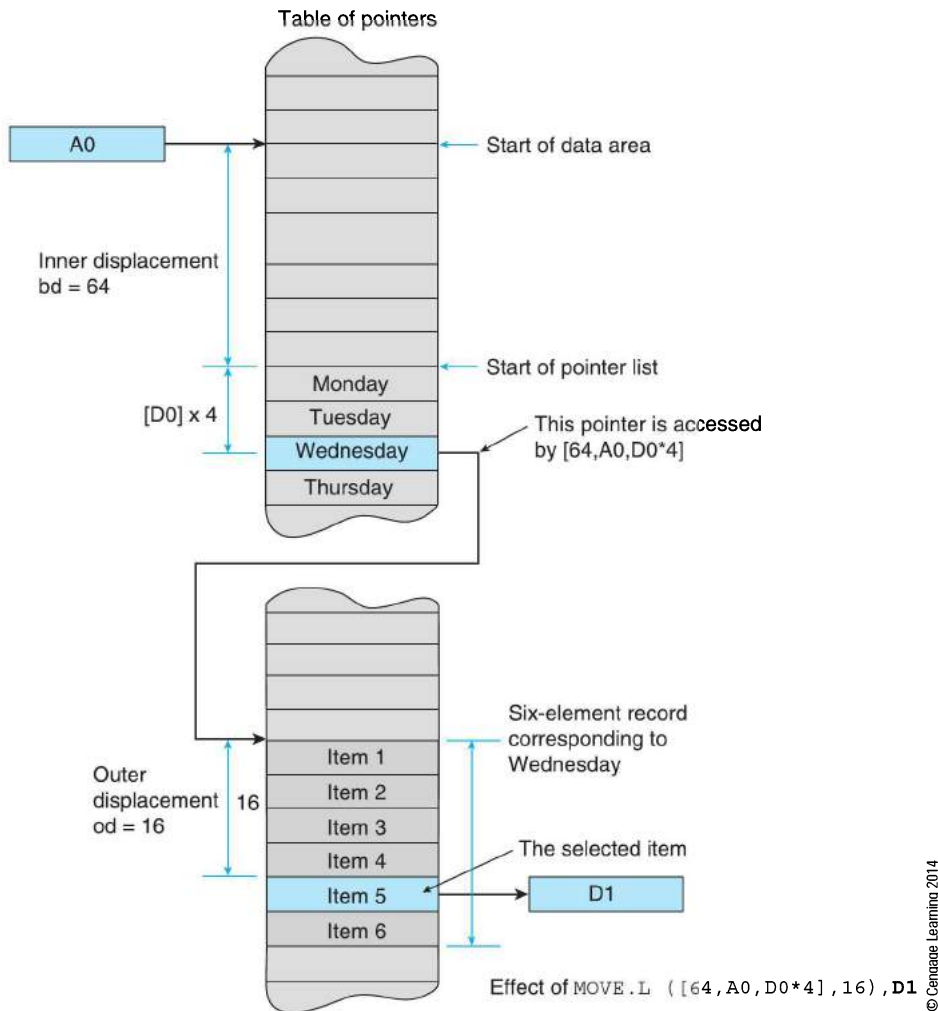 Table of pointers
A0
Start of data area
Inner displacement
bd = 64
Start of pointer list
Monday
[D0] x 4
Tuesday
This pointer is accessed
by [64,A0,D0*4]
Wednesday
Thursday
Six-element record
corresponding to
Wednesday
Item 1
Outer
displacement
od = 16
16
Item 2
Item 3
Item 4
The selected item
Item 5
D1
Item 6
Effect of MOVE.L ([64,A0,D0*4],16),D1
© Cengage Learning 2014